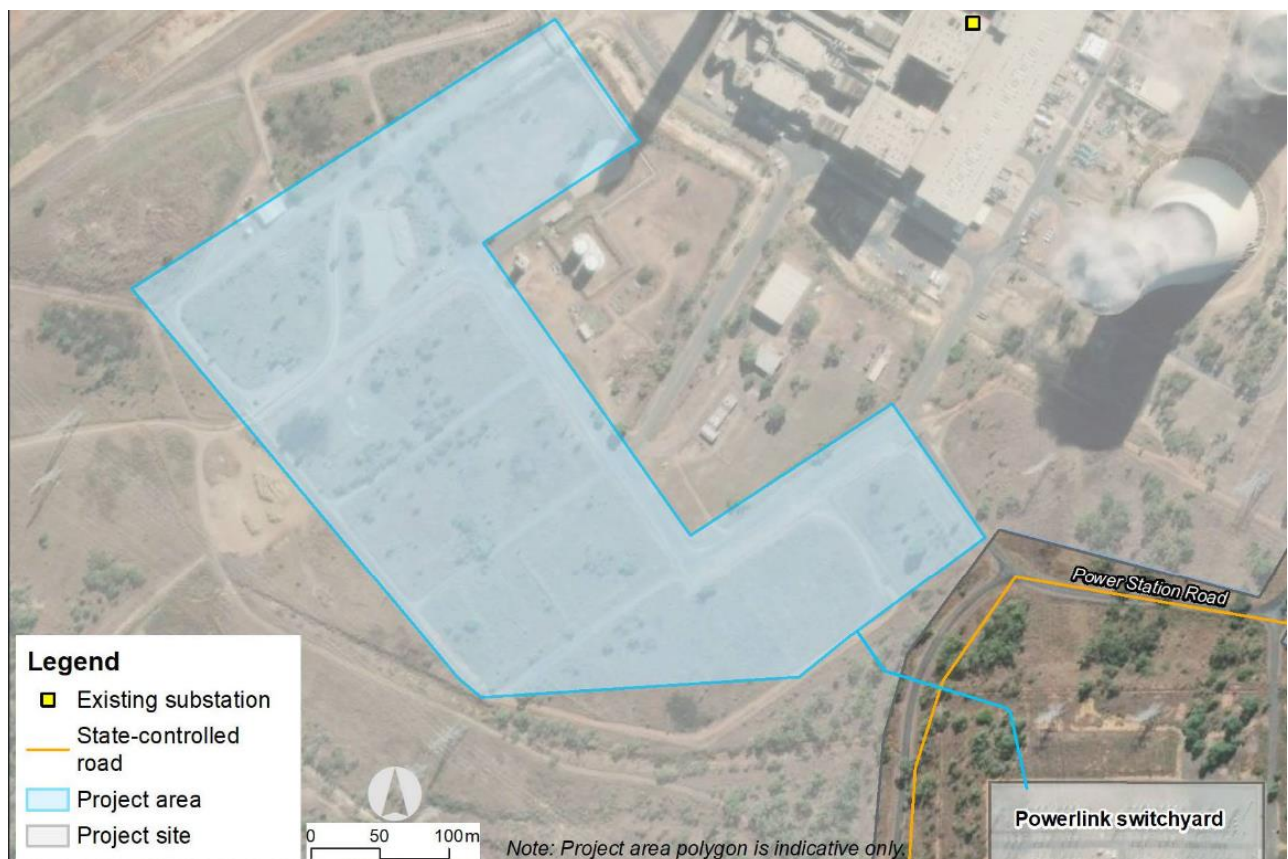 Power Station Road
Legend
Existing substation
State-controlled
road
Project area
Project site
0 50 100 m
Note: Project area polygon is indicative only.
Powerlink switchyard